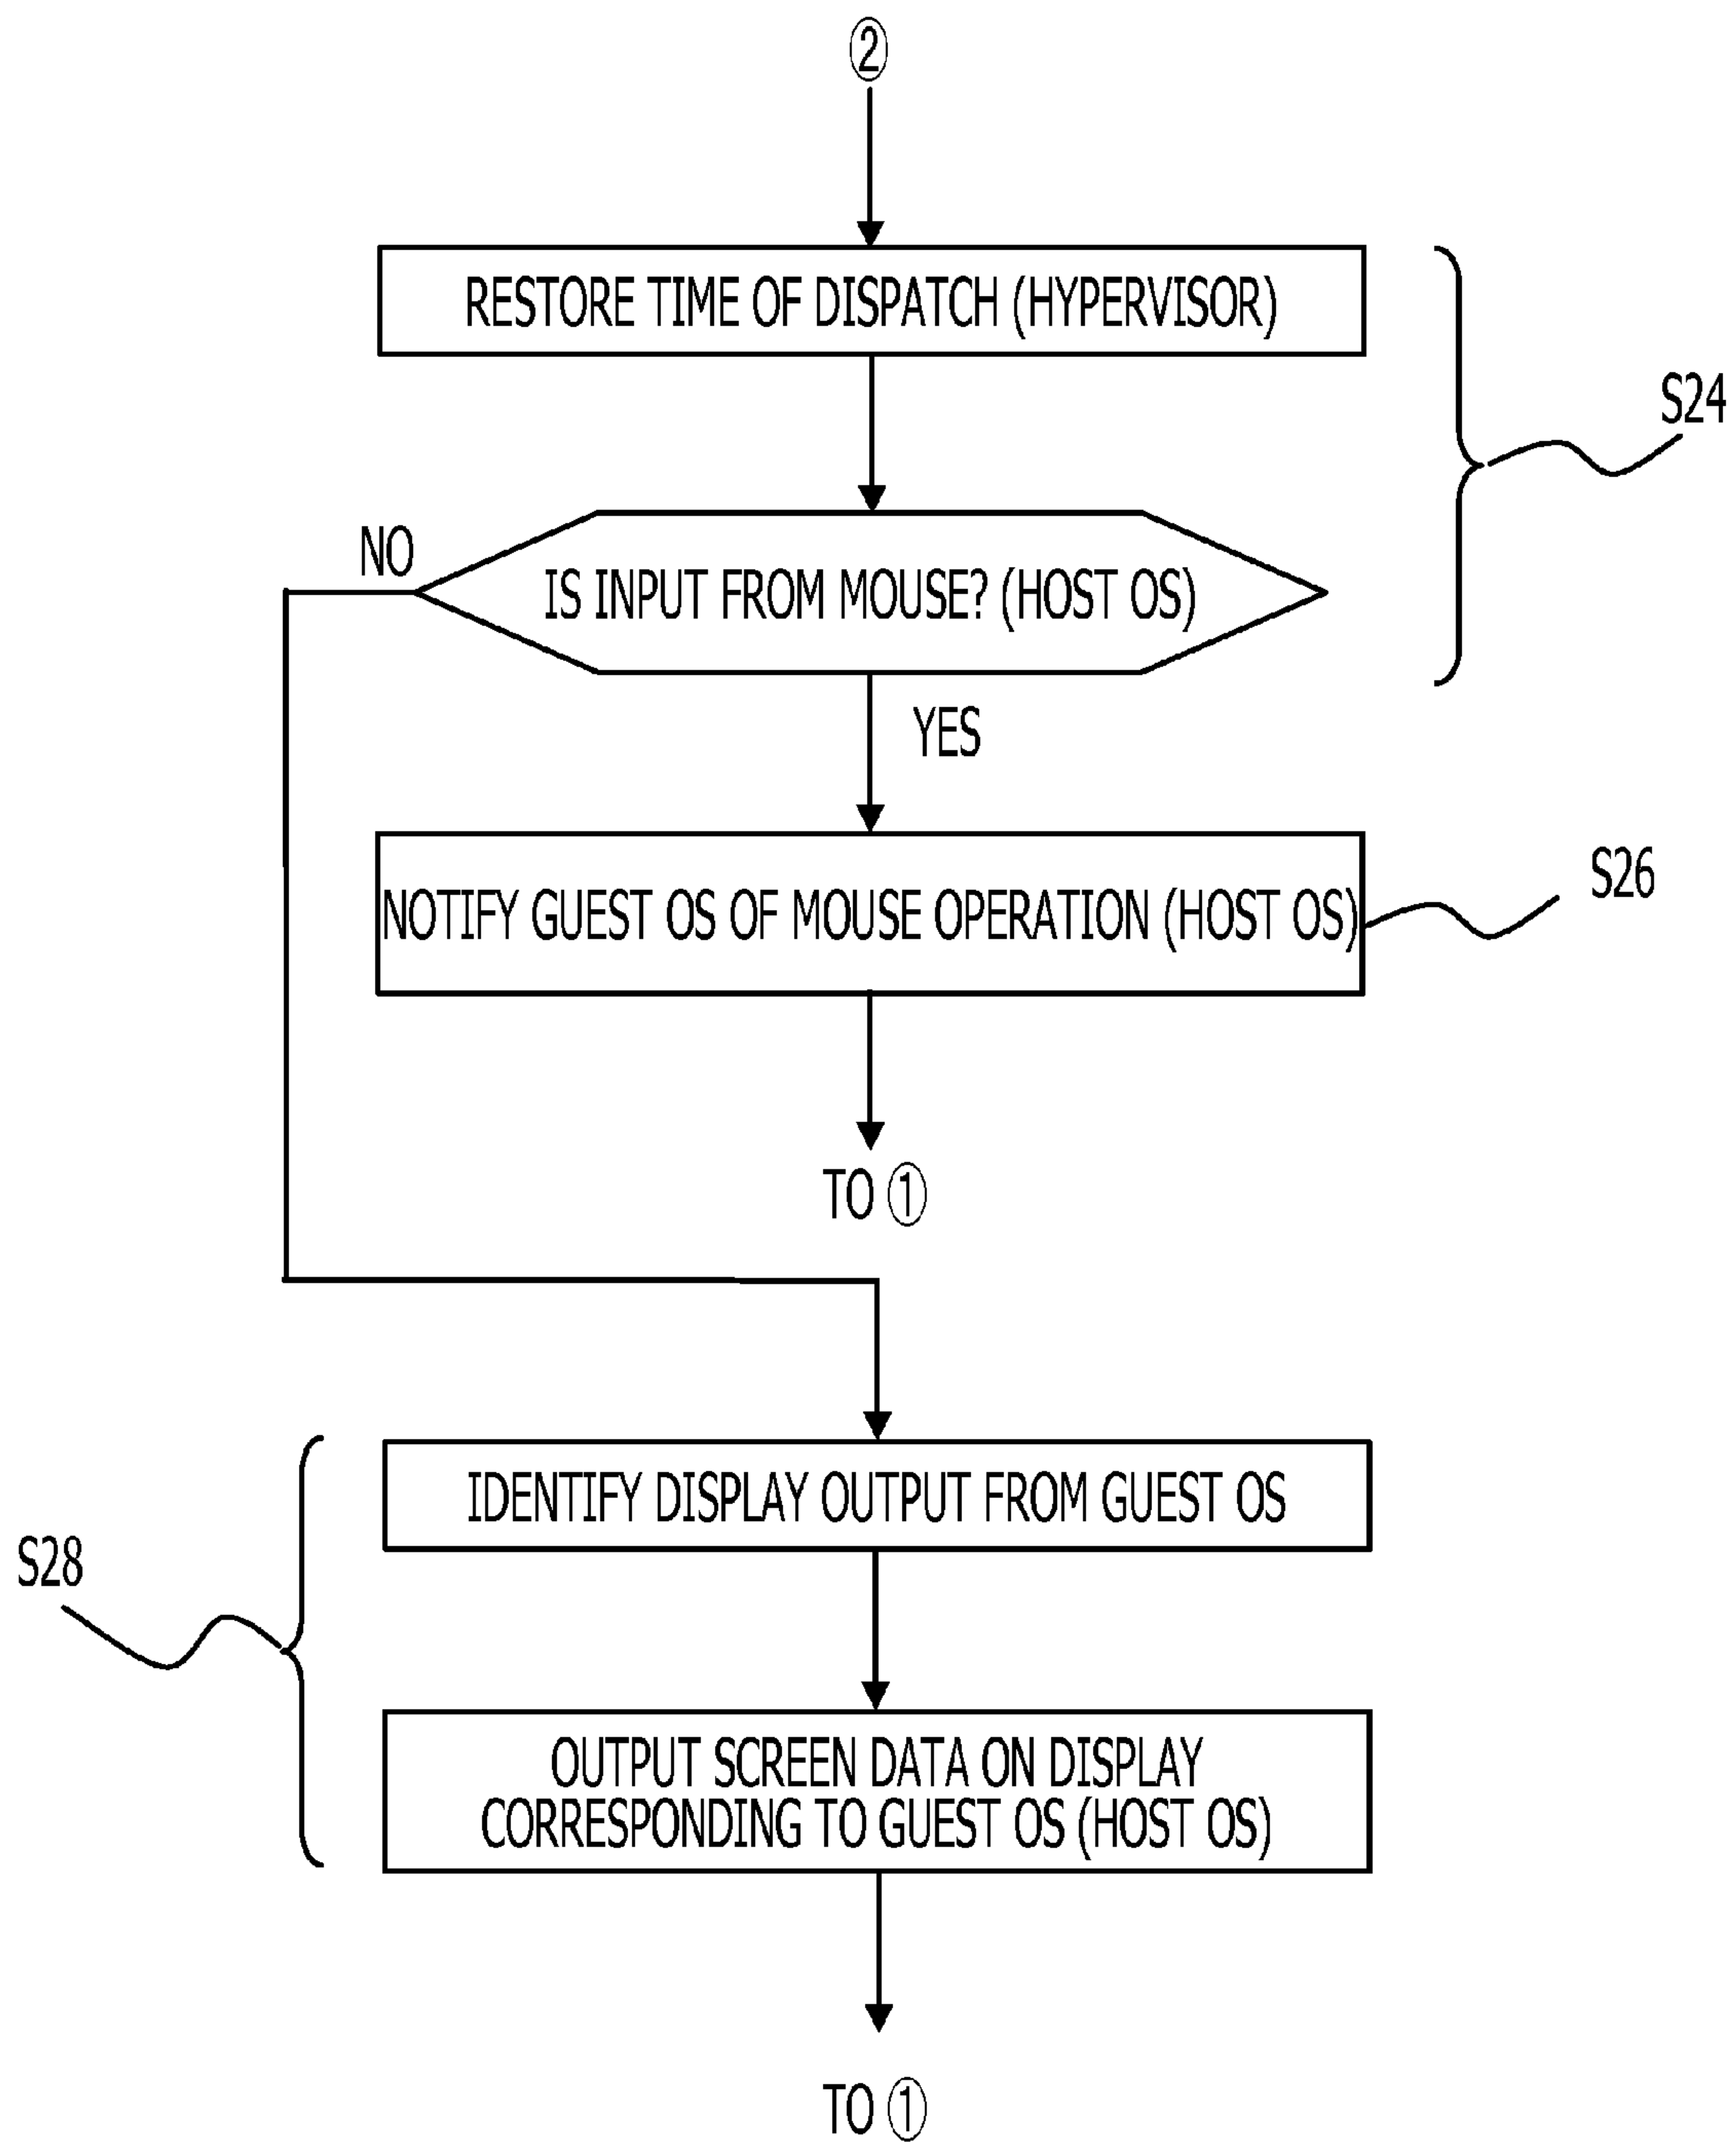 ②
RESTORE TIME OF DISPATCH (HYPERVISOR)
S24
NO
IS INPUT FROM MOUSE? (HOST OS)
YES
NOTIFY GUEST OS OF MOUSE OPERATION (HOST OS)
S26
TO ①
IDENTIFY DISPLAY OUTPUT FROM GUEST OS
S28
OUTPUT SCREEN DATA ON DISPLAY
CORRESPONDING TO GUEST OS (HOST OS)
TO ①